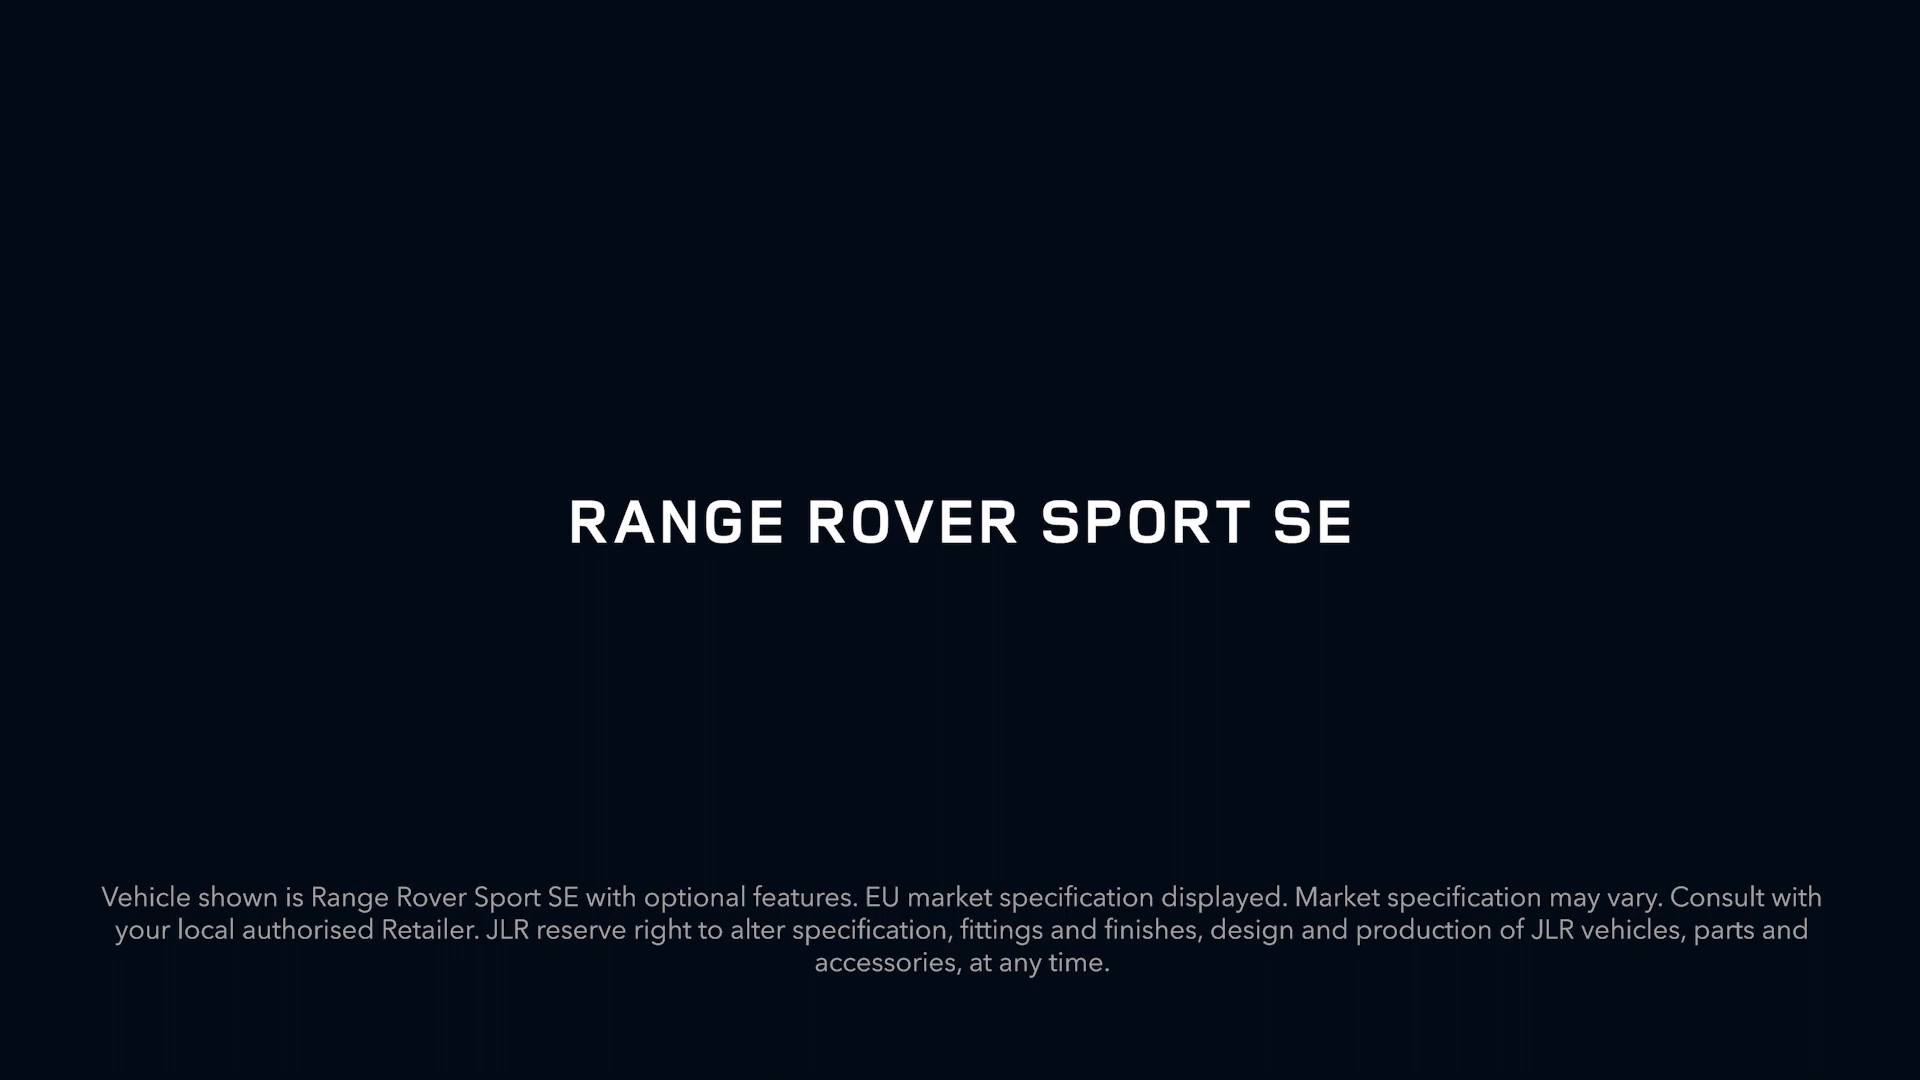 RANGE ROVER SPORT SE
Vehicle shown is Range Rover Sport SE with optional features. EU market specification displayed. Market specification may vary. Consult with
your local authorised Retailer. JLR reserve right to alter specification, fittings and finishes, design and production of JLR vehicles, parts and
accessories, at any time.